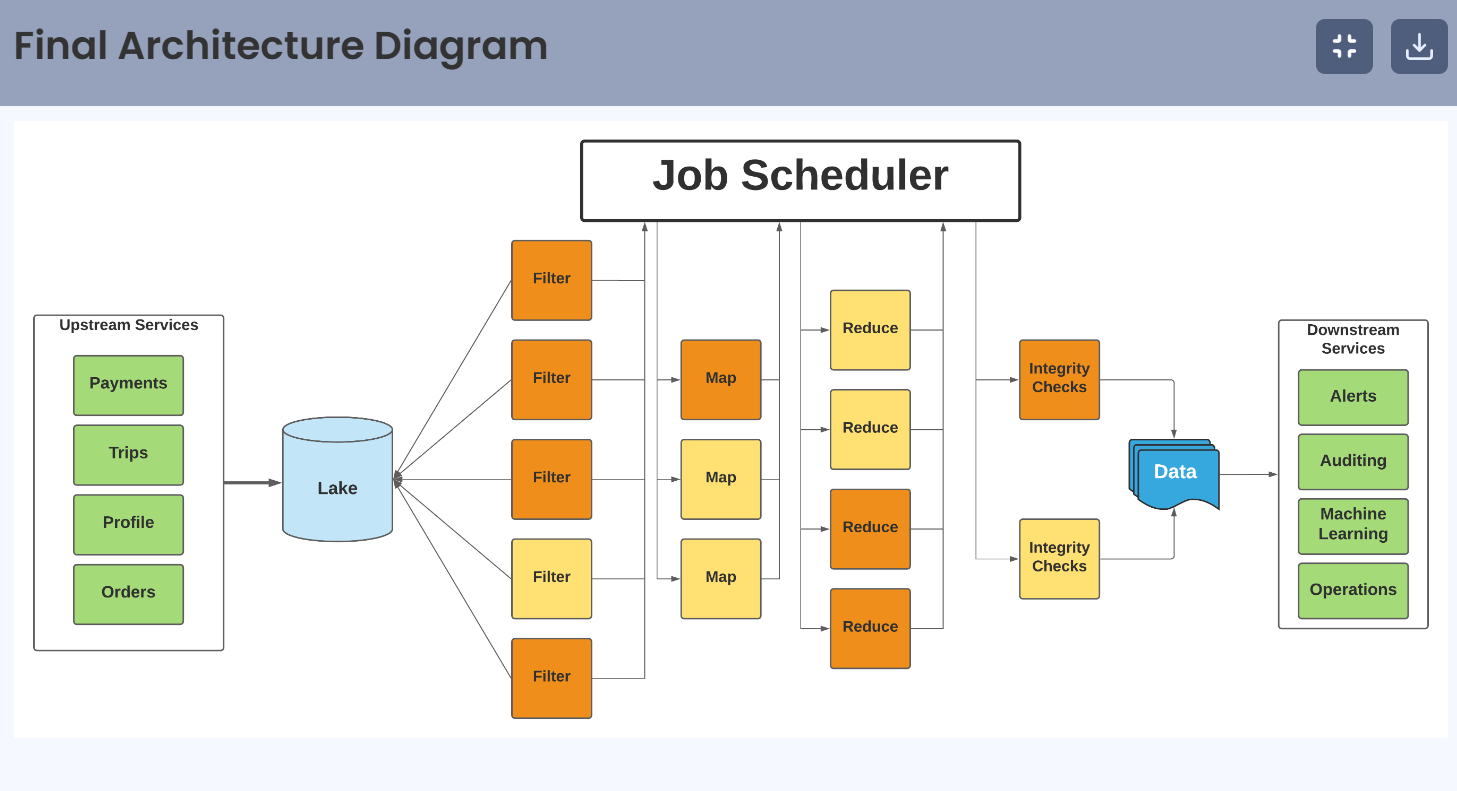 Final Architecture Diagram
Job Scheduler
Upstream Services
Payments
Trips
Profile
Orders
Lake
Filter
Filter
Filter
Filter
Filter
Map
Map
Map
Reduce
Reduce
Reduce
Reduce
Integrity
Checks
Integrity
Checks
Data
Downstream
Services
Alerts
Auditing
Machine
Learning
Operations